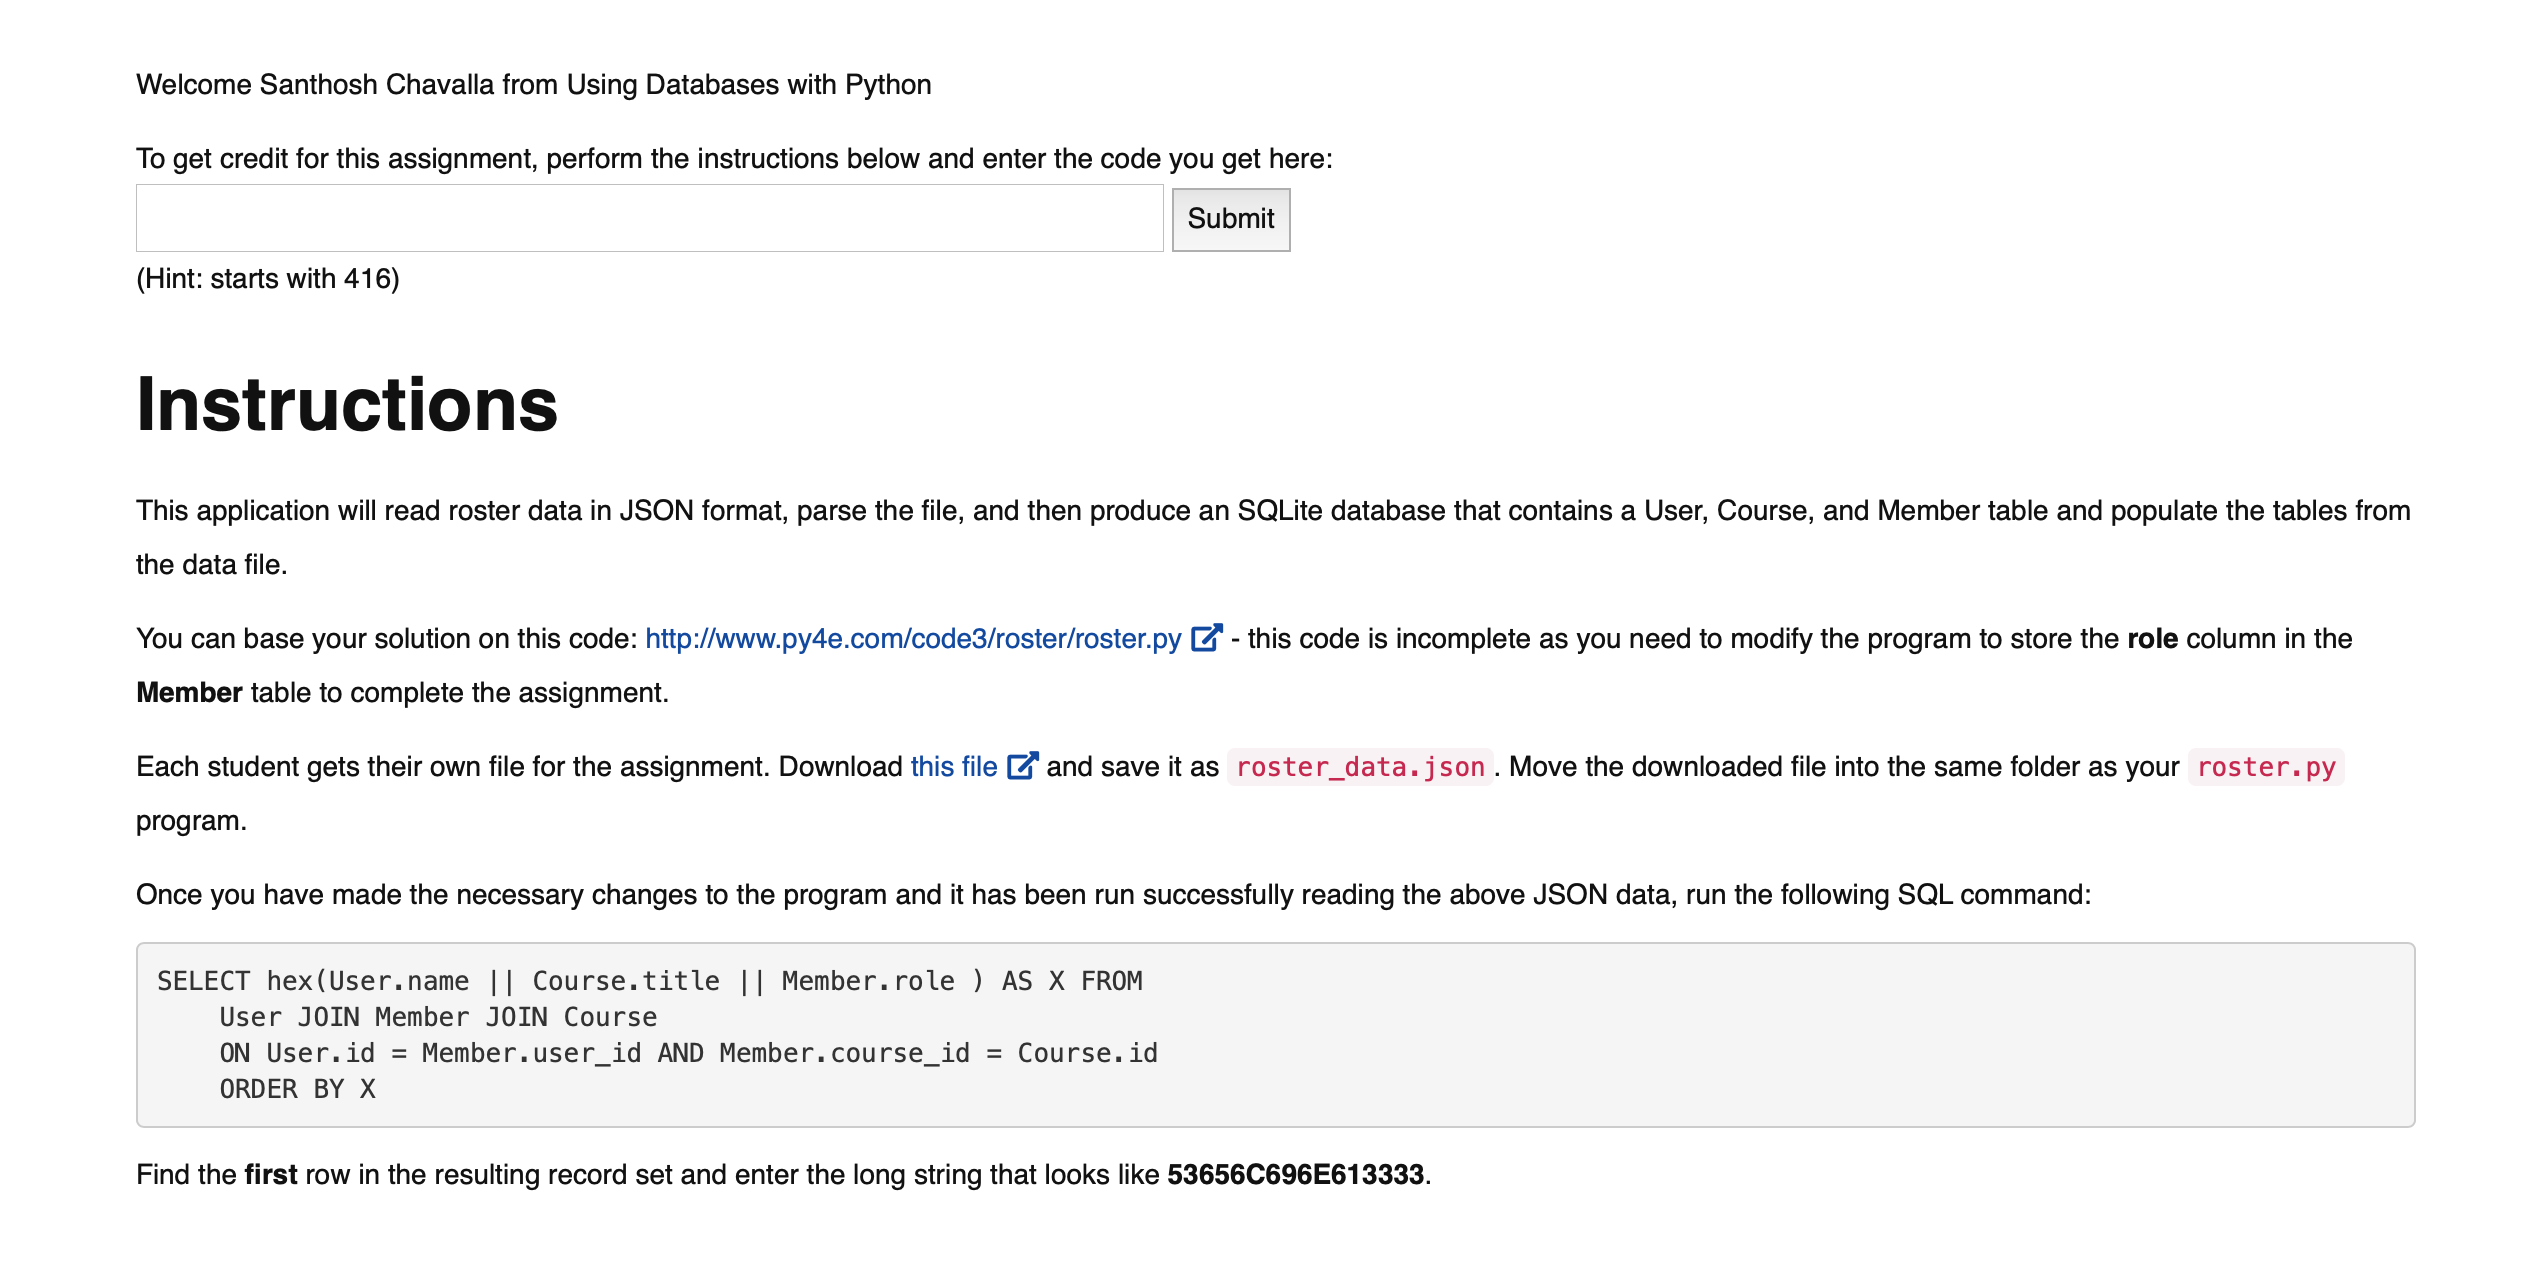 Welcome Santhosh Chavalla from Using Databases with Python
To get credit for this assignment, perform the instructions below and enter the code you get here:
Submit
(Hint: starts with 416)
Instructions
This application will read roster data in JSON format, parse the file, and then produce an SQLite database that contains a User, Course, and Member table and populate the tables from
the data file.
You can base your solution on this code: http://www.py4e.com/code3/roster/roster.py - this code is incomplete as you need to modify the program to store the role column in the
Member table to complete the assignment.
Each student gets their own file for the assignment. Download this file and save it as roster_data.json. Move the downloaded file into the same folder as your roster.py
program.
Once you have made the necessary changes to the program and it has been run successfully reading the above JSON data, run the following SQL command:
SELECT hex(User.name || Course.title || Member.role ) AS X FROM
    User JOIN Member JOIN Course
    ON User.id = Member.user_id AND Member.course_id = Course.id
    ORDER BY X
Find the first row in the resulting record set and enter the long string that looks like 53656C696E613333.